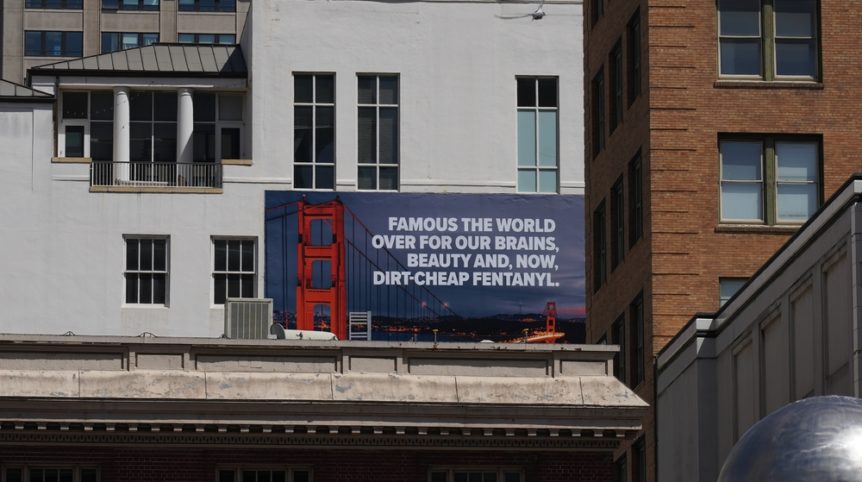 FAMOUS THE WORLD
OVER FOR OUR BRAINS,
BEAUTY AND, NOW,
DIRT-CHEAP FENTANYL.